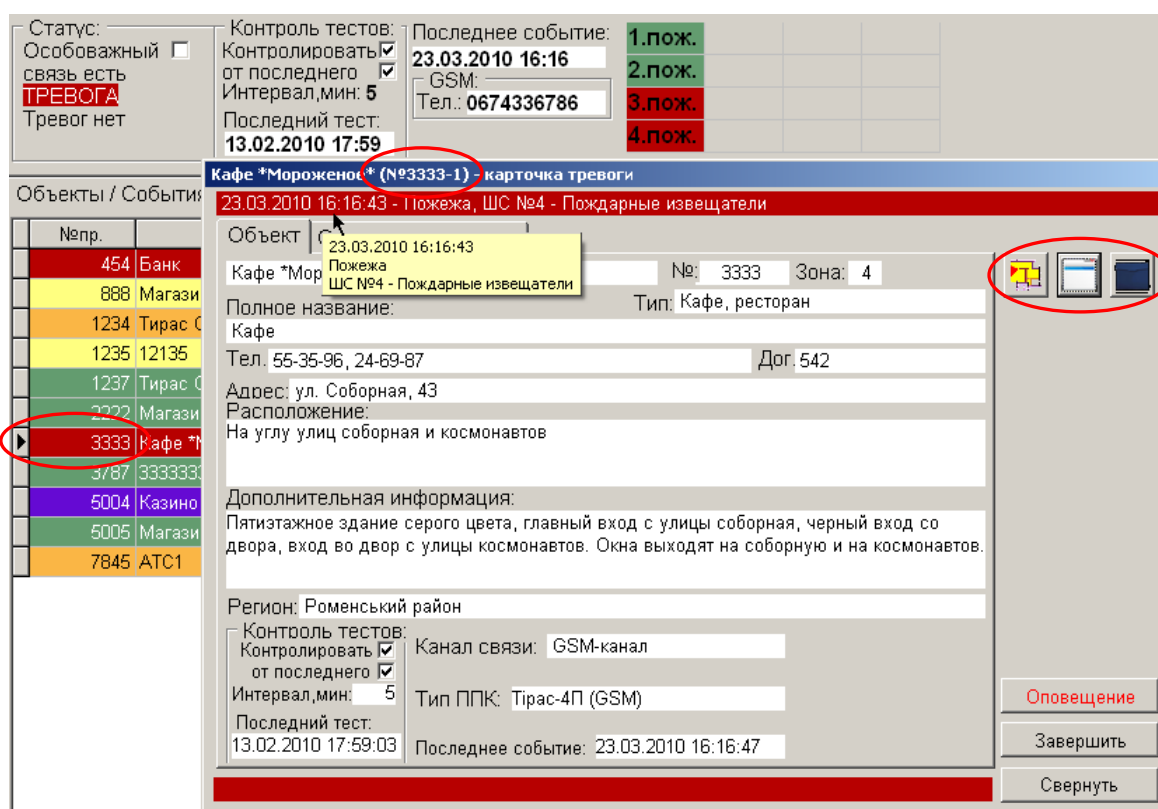 Статус:
Особоважный
связь есть
ТРЕВОГА
Тревог нет
Контроль тестов:
Контролировать
от последнего
Интервал,мин: 5
Последний тест:
13.02.2010 17:59
Последнее событие:
23.03.2010 16:16
GSM:
Тел.: 0674336786
1.пож.
2.пож.
3.пож.
4.пож.
Объекты / События
№пр.
454 Банк
888 Магази
1234 Тирас
1235 12135
1237 Тирас
2222 Магази
3333 Кафе *М
3787 3333333
5004 Казино
5005 Магази
7845 АТС1
Кафе *Мороженое* (№3333-1) - карточка тревоги
23.03.2010 16:16:43 - Пожежа, ШС №4 - Пождарные извещатели
Объект
23.03.2010 16:16:43
Пожежа
ШС №4 - Пождарные извещатели
Кафе *Мор
№: 3333 Зона: 4
Полное название:
Тип: Кафе, ресторан
Кафе
Тел. 55-35-96, 24-69-87 Дог. 542
Адрес: ул. Соборная, 43
Расположение:
На углу улиц соборная и космонавтов
Дополнительная информация:
Пятиэтажное здание серого цвета, главный вход с улицы соборная, черный вход со
двора, вход во двор с улицы космонавтов. Окна выходят на соборную и на космонавтов.
Регион: Роменський район
Контроль тестов:
Контролировать
от последнего
Интервал,мин: 5
Последний тест:
13.02.2010 17:59:03
Канал связи: GSM-канал
Тип ППК: Тірас-4П (GSM)
Последнее событие: 23.03.2010 16:16:47
Оповещение
Завершить
Свернуть